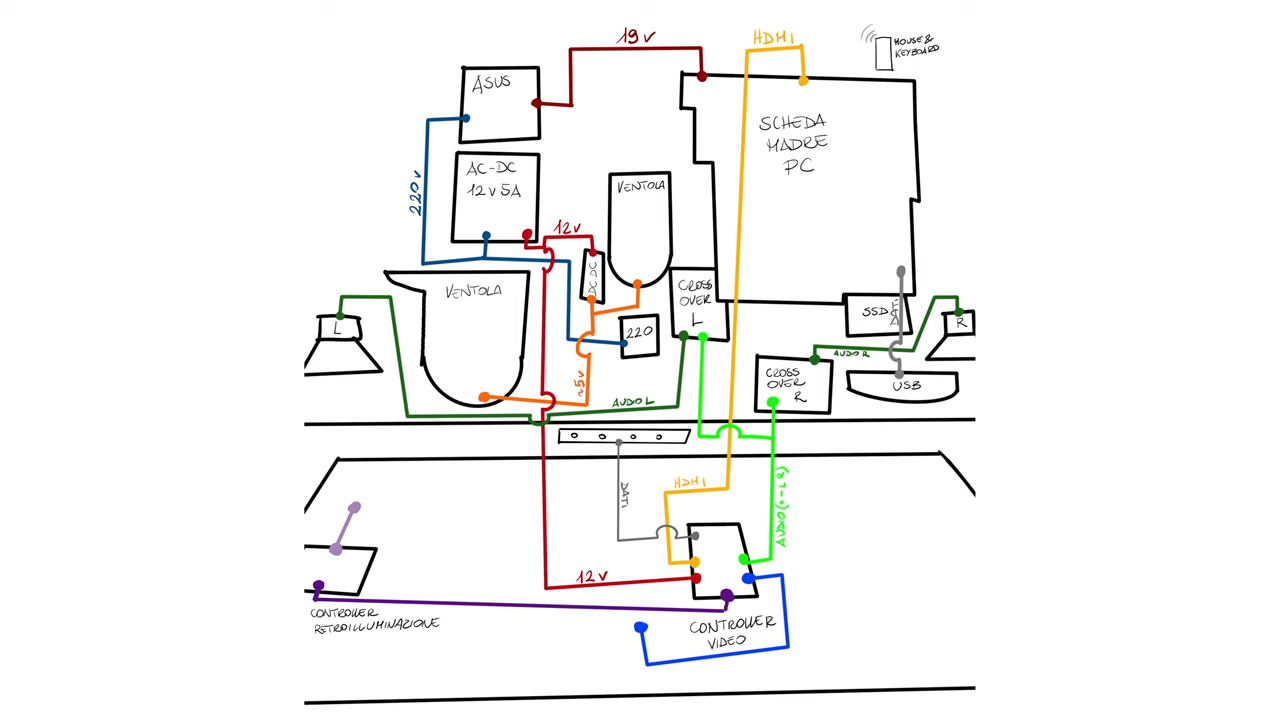 19v
HDMI
MOUSE &
KEYBOARD
ASUS
SCHEDA
MADRE
PC
AC-DC
12v 5A
220v
VENTOLA
12v
DC DC
VENTOLA
CROSS
OVER
L
SSD
L
220
R
AUDIO R
CROSS
OVER
R
USB
~5v
AUDIO L
HDMI
DATI
AUDIO (+-LR)
12v
CONTROLLER
RETROILLUMINAZIONE
CONTROLLER
VIDEO